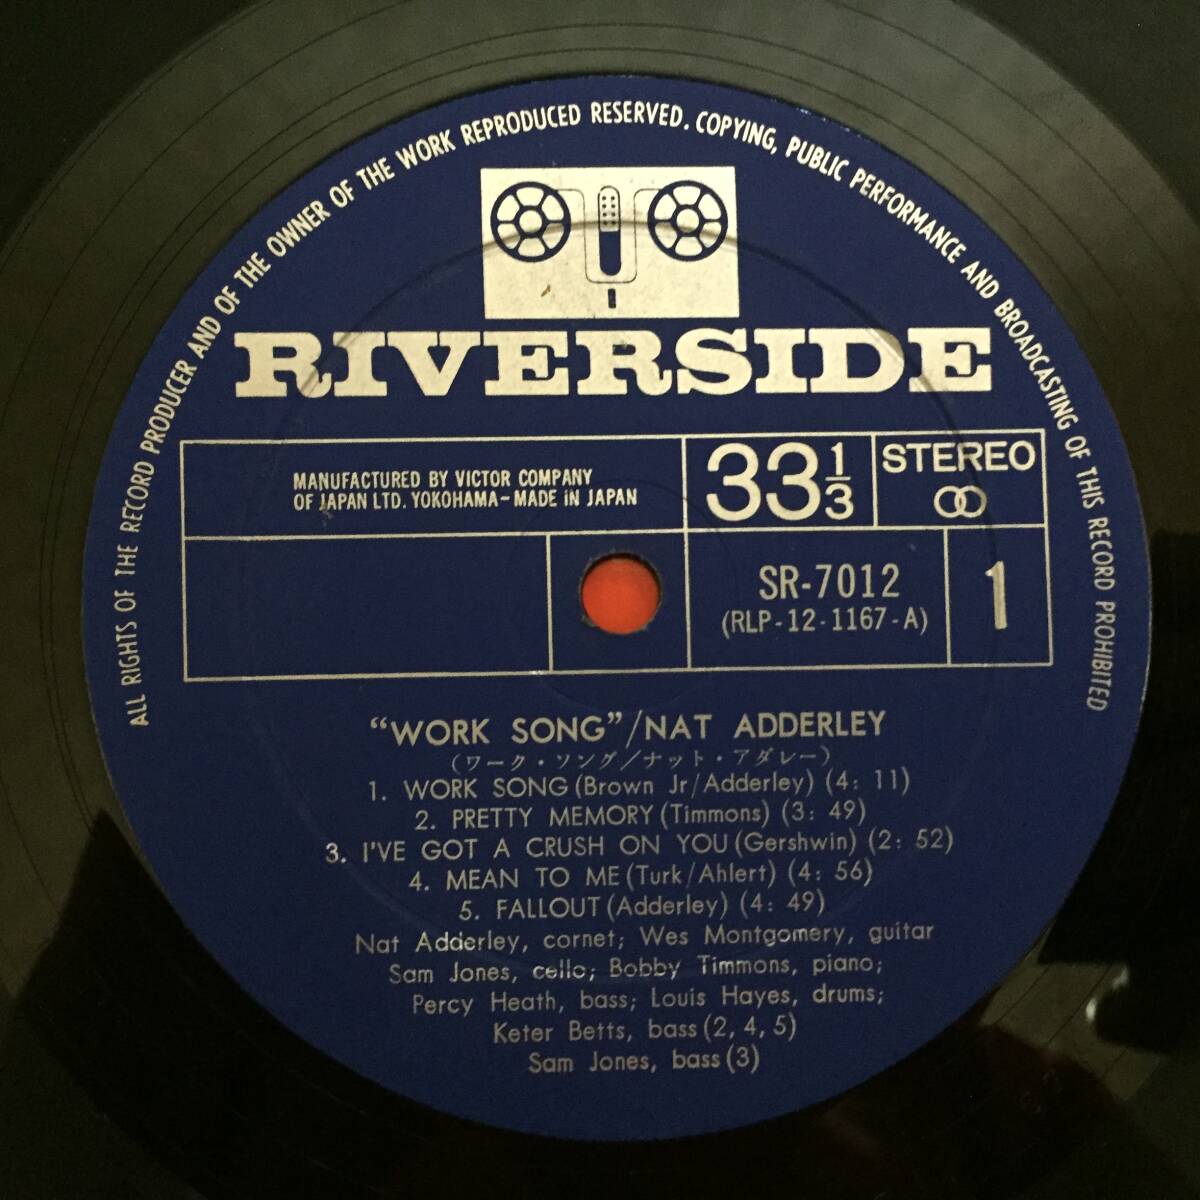 ALL RIGHTS OF THE RECORD PRODUCER AND OF THE OWNER OF THE WORK REPRODUCED RESERVED. COPYING, PUBLIC PERFORMANCE AND BROADCASTING OF THIS RECORD PROHIBITED
RIVERSIDE
MANUFACTURED BY VICTOR COMPANY
OF JAPAN LTD. YOKOHAMA-MADE IN JAPAN
33 1/3
STEREO
SR-7012
(RLP-12-1167-A)
1
"WORK SONG"/NAT ADDERLEY
(ワーク・ソング/ナット・アダレー)
1. WORK SONG (Brown Jr/Adderley) (4: 11)
2. PRETTY MEMORY (Timmons) (3: 49)
3. I'VE GOT A CRUSH ON YOU (Gershwin) (2: 52)
4. MEAN TO ME (Turk/Ahlert) (4: 56)
5. FALLOUT (Adderley) (4: 49)
Nat Adderley, cornet; Wes Montgomery, guitar
Sam Jones, cello; Bobby Timmons, piano;
Percy Heath, bass; Louis Hayes, drums;
Keter Betts, bass (2, 4, 5)
Sam Jones, bass (3)